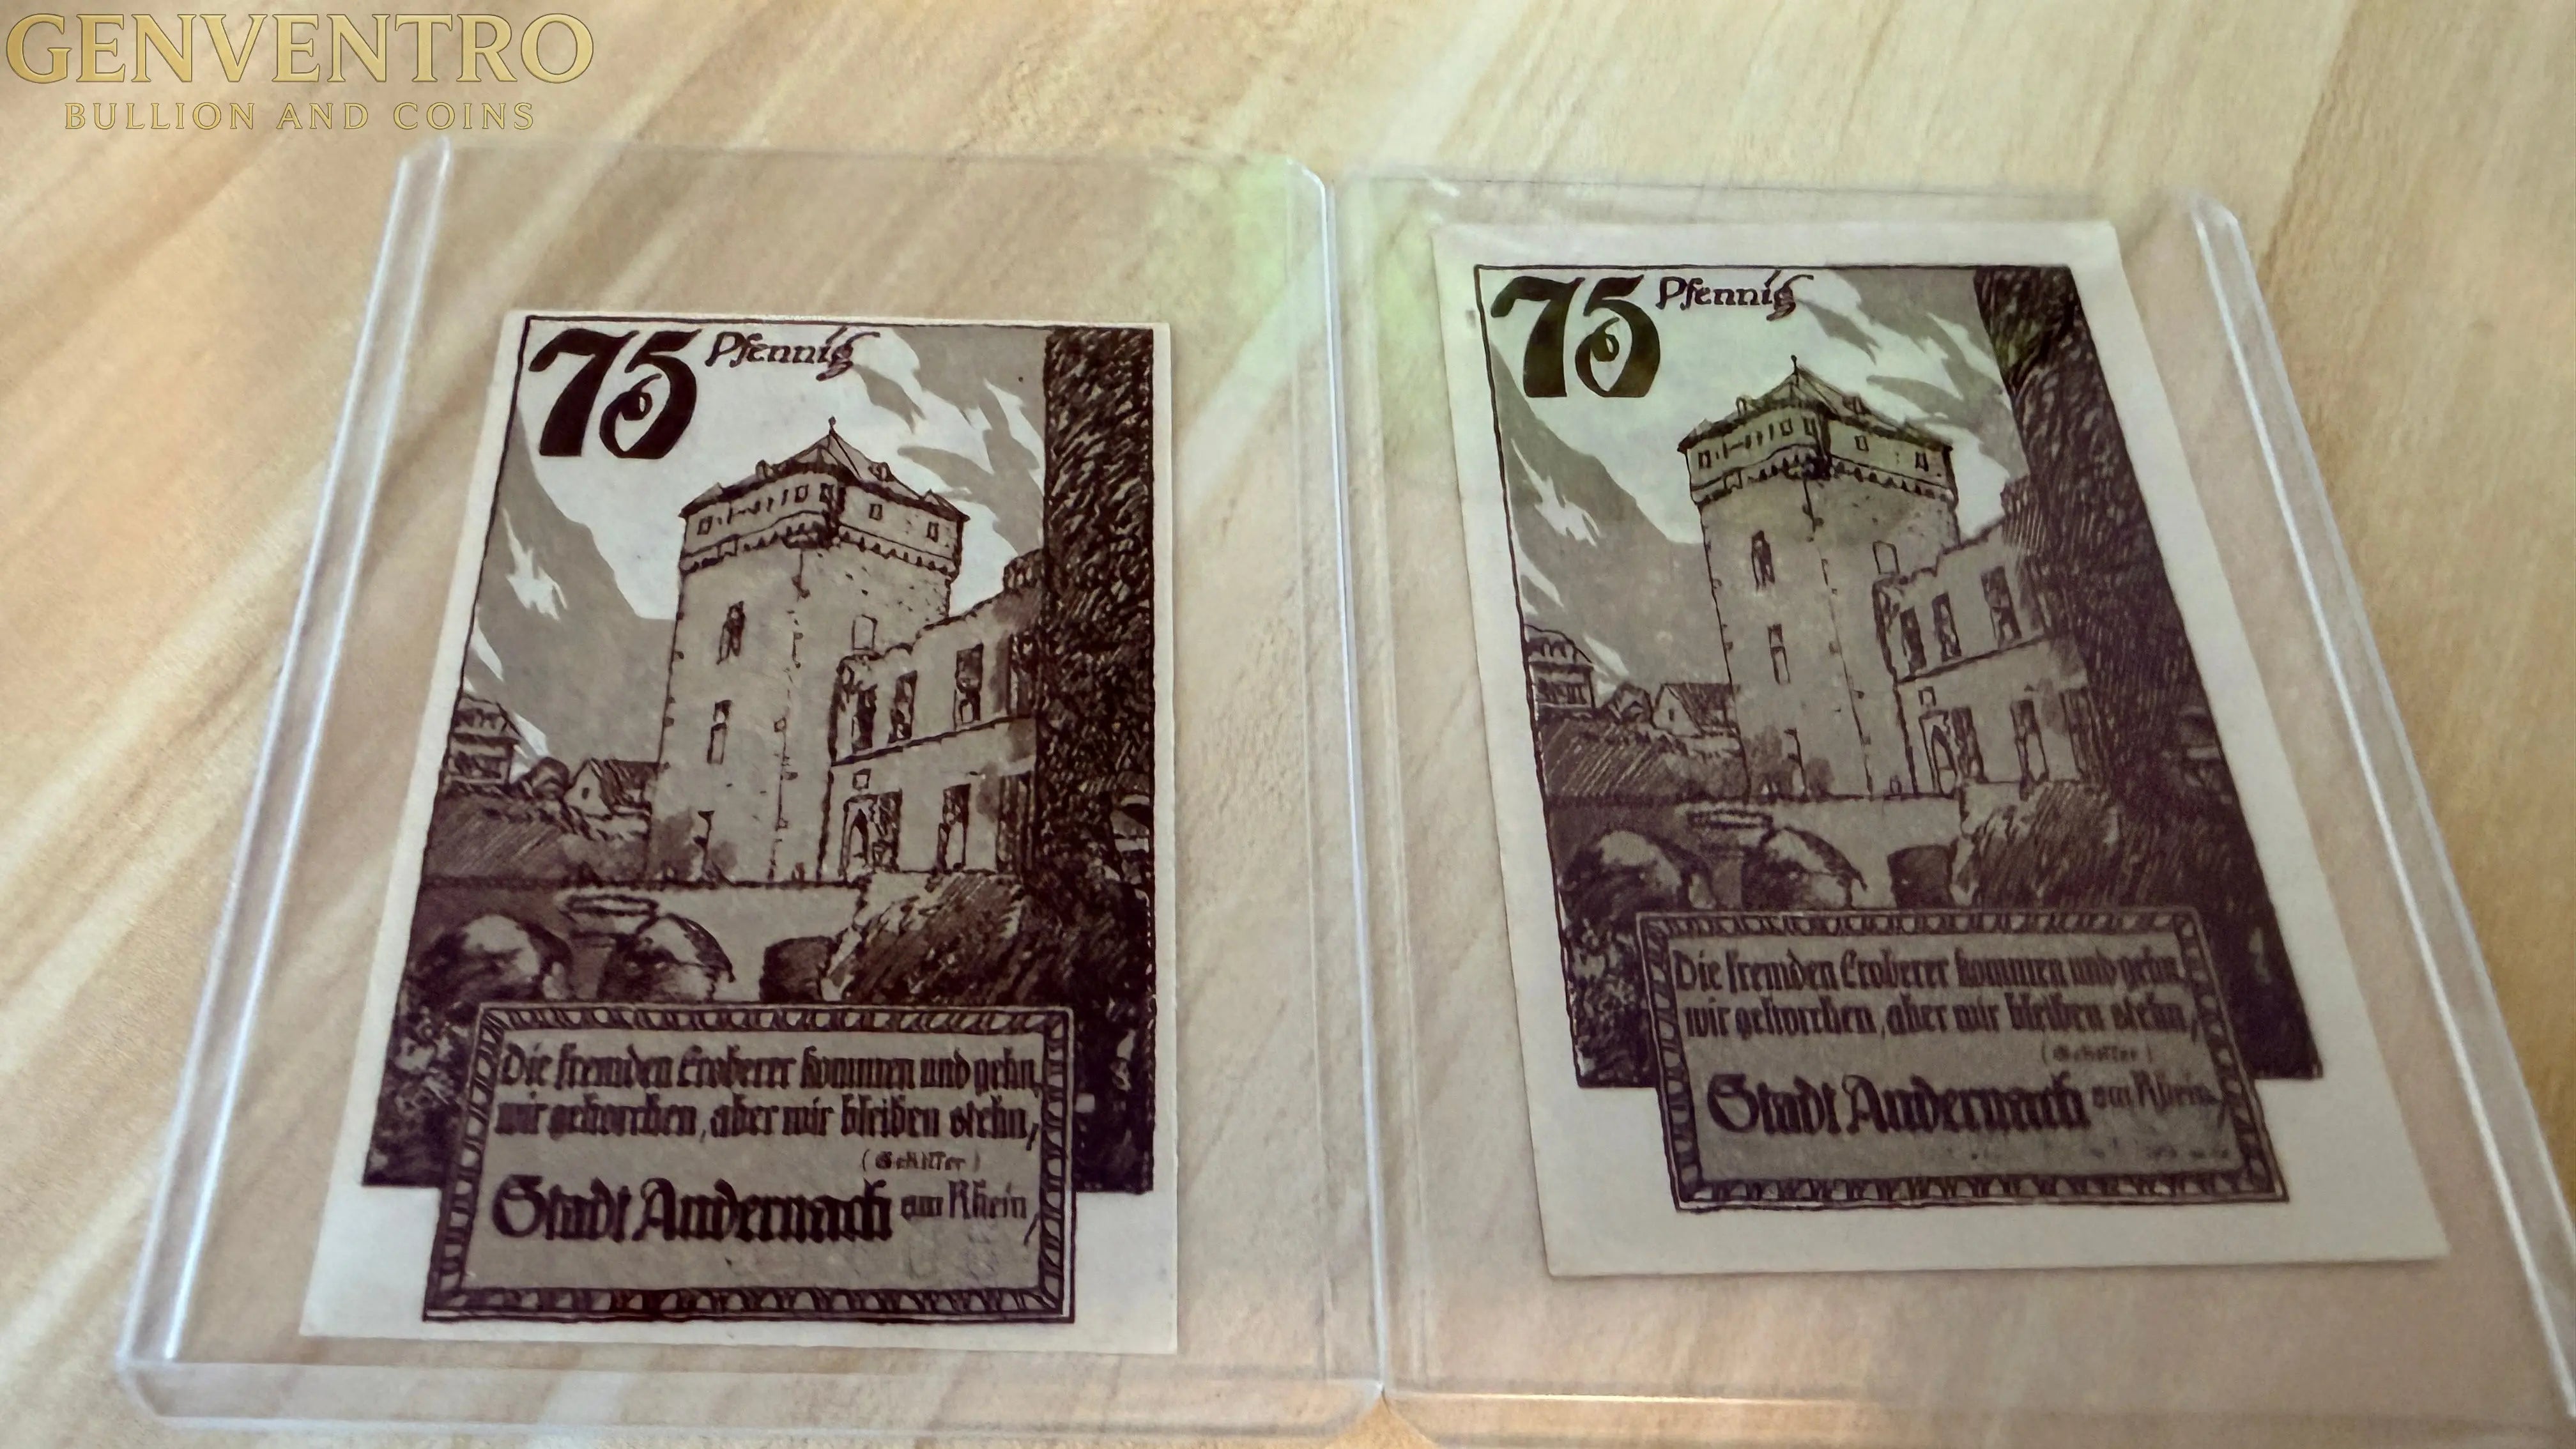 GENVENTRO
BULLION AND COINS
75 Pfennig
Die fremden Eroberer kommen und gehn,
wir gehorchen, aber wir bleiben stehn,
(Schiller)
Stadt Andernach am Rhein,
75 Pfennig
Die fremden Eroberer kommen und gehn,
wir gehorchen, aber wir bleiben stehn,
(Schiller)
Stadt Andernach am Rhein,